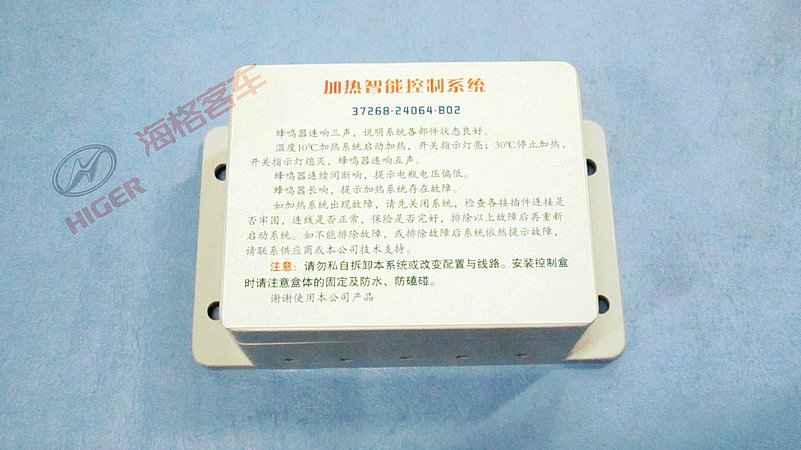 加热智能控制系统
37268-24064-B02
蜂鸣器连响三声，说明系统各部件状态良好。
温度10℃加热系统启动加热，开关指示灯亮；30℃停止加热，
开关指示灯熄灭，蜂鸣器连响五声。
蜂鸣器连续间断响，提示电瓶电压偏低。
蜂鸣器长响，提示加热系统存在故障。
如加热系统出现故障，请先关闭系统，检查各接插件连接是
否牢固，连线是否正常，保险是否完好，排除以上故障后再重新
启动系统。如不能排除故障，或排除故障后系统依然提示故障，
请联系供应商或本公司技术支持。
注意：请勿私自拆卸本系统或改变配置与线路。安装控制盒
时请注意盒体的固定及防水、防磕碰。
谢谢使用本公司产品
海格客车
HIGER